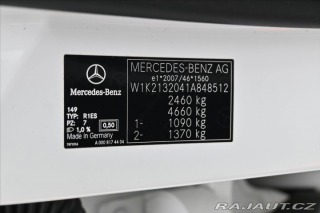 Mercedes-Benz
149
TYP: R1ES
PZ: 7
0,50
1,0 %
Made in Germany
A 000 817 44 04
MERCEDES-BENZ AG
e1*2007/46*1560
W1K2132041A848512
2460 kg
4660 kg
1- 1090 kg
2- 1370 kg
RAJAUT.CZ